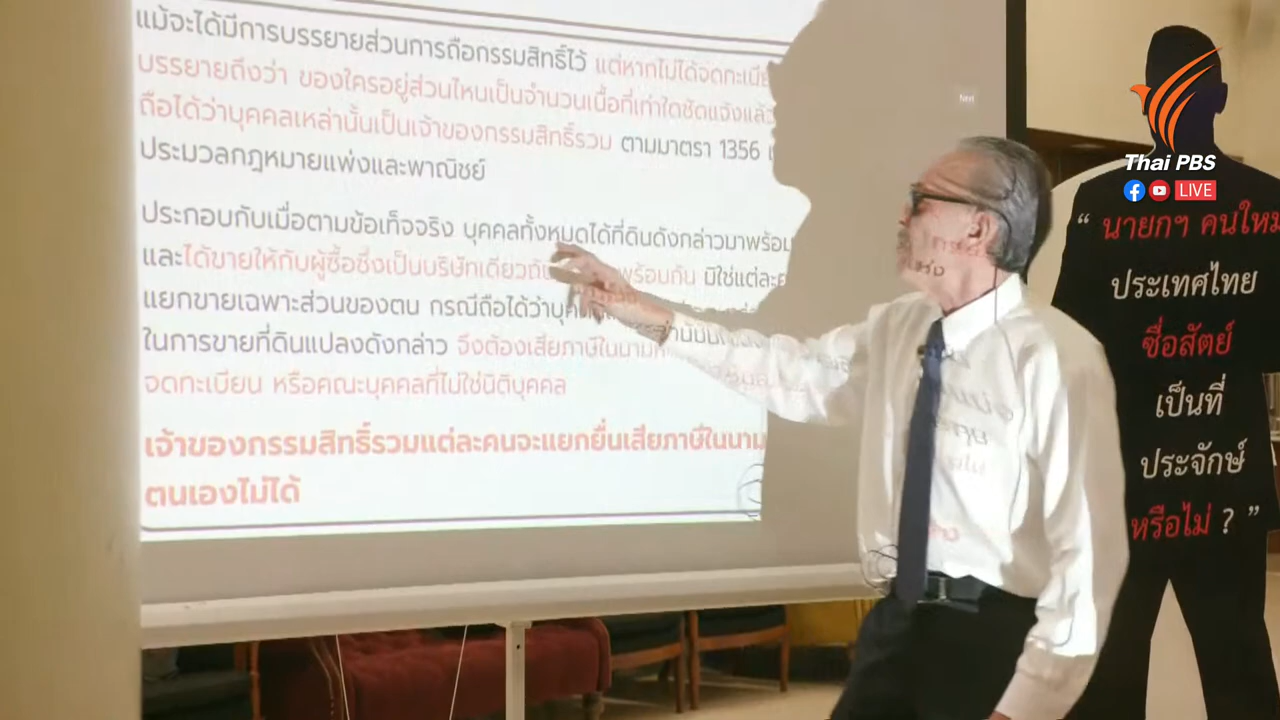 แม้จะได้มีการบรรยายส่วนการถือกรรมสิทธิ์ไว้ แต่หากไม่ได้จดทะเบีย
บรรยายถึงว่า ของใครอยู่ส่วนไหนเป็นจำนวนเนื้อที่เท่าใดชัดแจ้งแล้ว
ถือได้ว่าบุคคลเหล่านั้นเป็นเจ้าของกรรมสิทธิ์รวม ตามมาตรา 1356
ประมวลกฎหมายแพ่งและพาณิชย์
ประกอบกับเมื่อตามข้อเท็จจริง บุคคลทั้งหมดได้ที่ดินดังกล่าวมาพร้อม
และได้ขายให้กับผู้ซื้อซึ่งเป็นบริษัทเดียวกัน พร้อมกัน มิใช่แต่ละ
แยกขายเฉพาะส่วนของตน กรณีถือได้ว่า
ในการขายที่ดินแปลงดังกล่าว จึงต้องเสียภาษีในนาม
จดทะเบียน หรือคณะบุคคลที่ไม่ใช่นิติบุคคล
เจ้าของกรรมสิทธิ์รวมแต่ละคนจะแยกยื่นเสียภาษีในนาม
ตนเองไม่ได้
Thai PBS
LIVE
“ นายกฯ คนใหม่
ประเทศไทย
ซื่อสัตย์
เป็นที่
ประจักษ์
หรือไม่ ? ”